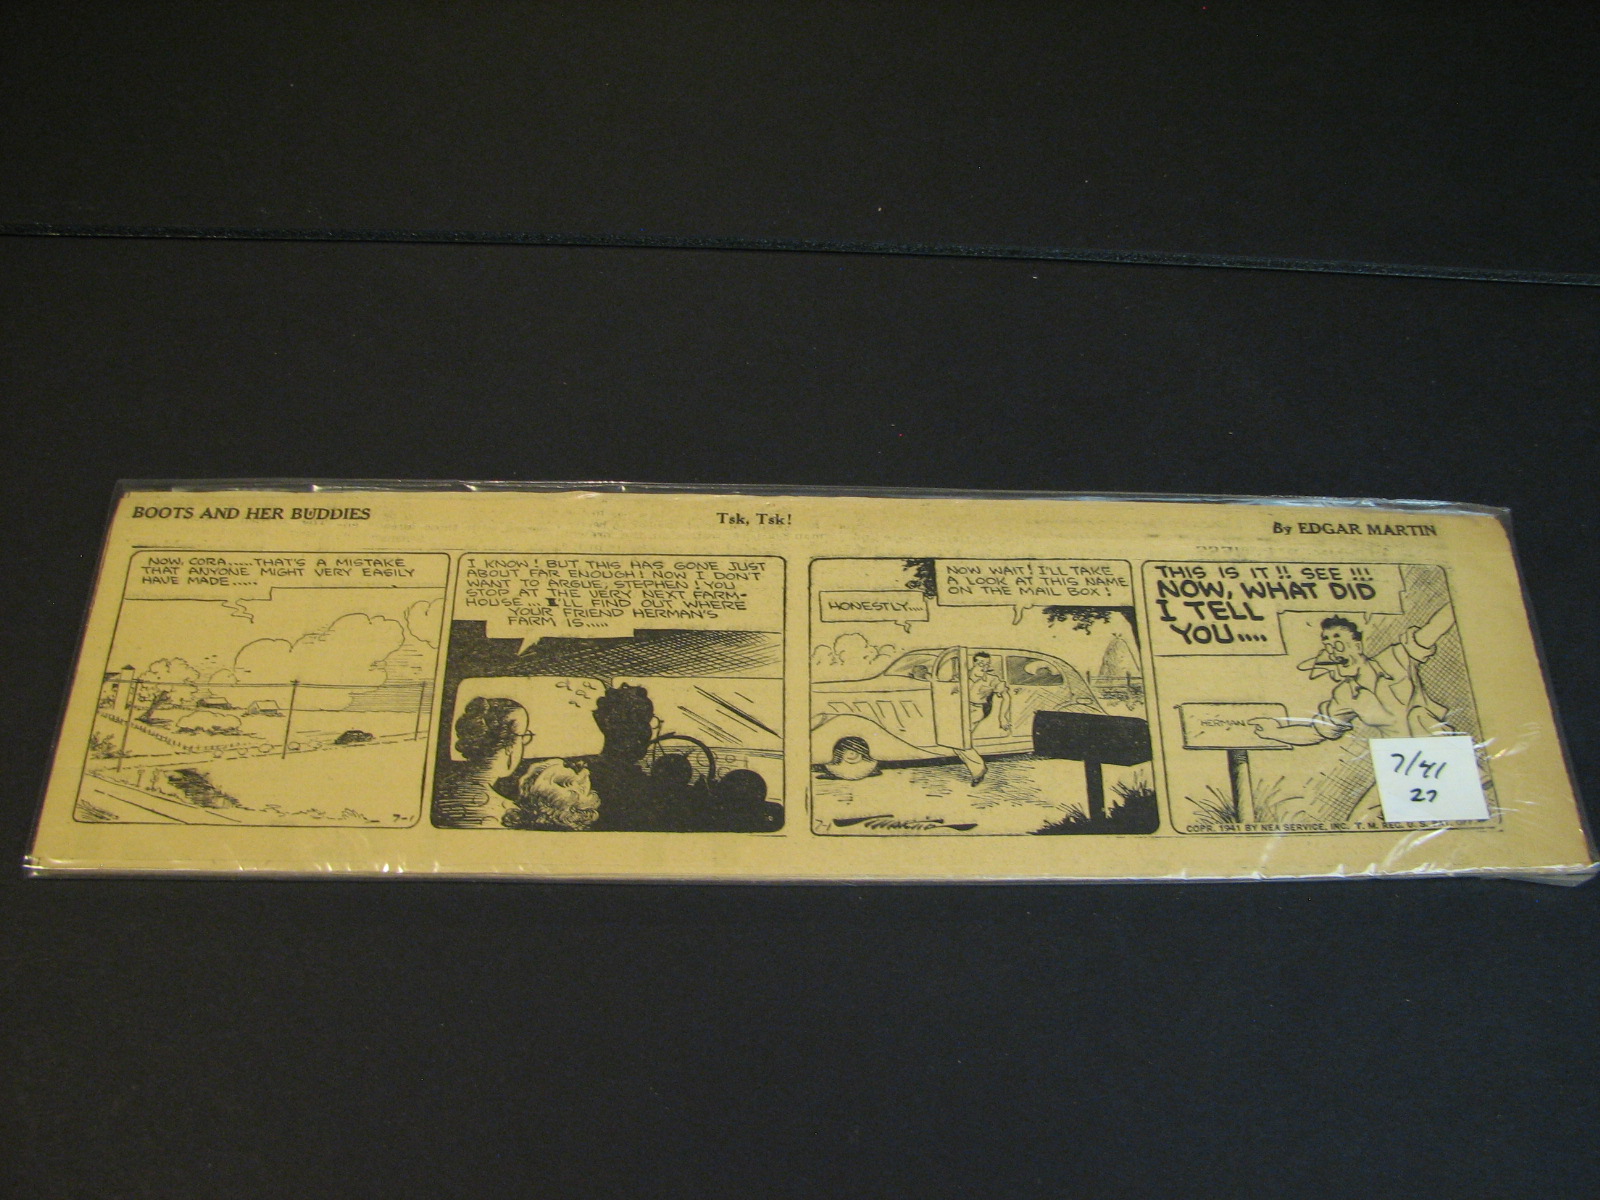 BOOTS AND HER BUDDIES
Tsk, Tsk!
By EDGAR MARTIN
NOW, CORA.....THAT'S A MISTAKE
THAT ANYONE MIGHT VERY EASILY
HAVE MADE.....
7-1
I KNOW! BUT THIS HAS GONE JUST
ABOUT FAR ENOUGH! NOW I DON'T
WANT TO ARGUE, STEPHEN! YOU
STOP AT THE VERY NEXT FARM-
HOUSE... I'LL FIND OUT WHERE
YOUR FRIEND HERMAN'S
FARM IS.....
HONESTLY....
NOW WAIT! I'LL TAKE
A LOOK AT THIS NAME
ON THE MAIL BOX!
7-1
MARTIN
THIS IS IT!! SEE!!!
NOW, WHAT DID
I TELL
YOU....
HERMAN
7/41
27
COPR. 1941 BY NEA SERVICE, INC. T. M. REG. U. S.